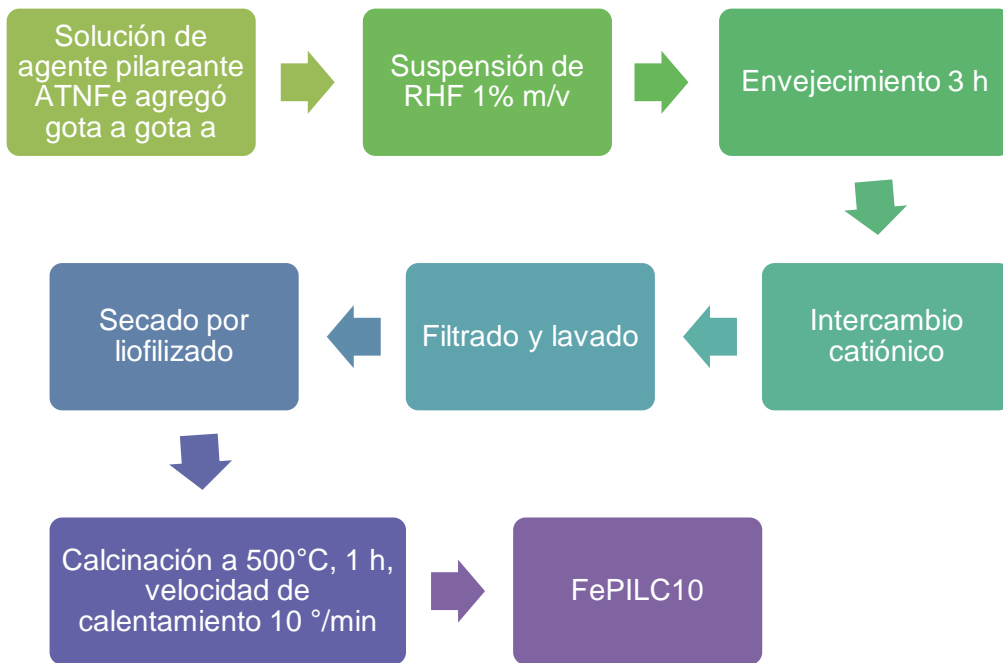 Solución de
agente pilareante
ATNFe agregó
gota a gota a
Suspensión de
RHF 1% m/v
Envejecimiento 3 h
Intercambio
catiónico
Filtrado y lavado
Secado por
liofilizado
Calcinación a 500°C, 1 h,
velocidad de
calentamiento 10 °/min
FePILC10